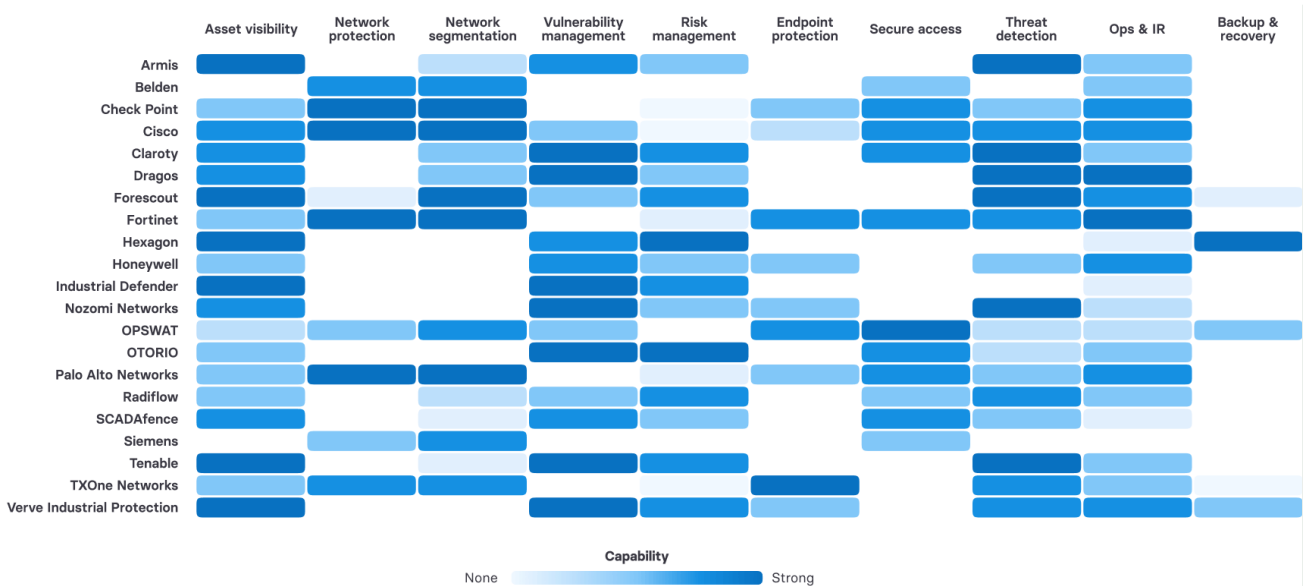 Asset visibility
Network
protection
Network
segmentation
Vulnerability
management
Risk
management
Endpoint
protection
Secure access
Threat
detection
Ops & IR
Backup &
recovery
Armis
Belden
Check Point
Cisco
Claroty
Dragos
Forescout
Fortinet
Hexagon
Honeywell
Industrial Defender
Nozomi Networks
OPSWAT
OTORIO
Palo Alto Networks
Radiflow
SCADAfence
Siemens
Tenable
TXOne Networks
Verve Industrial Protection
Capability
None
Strong